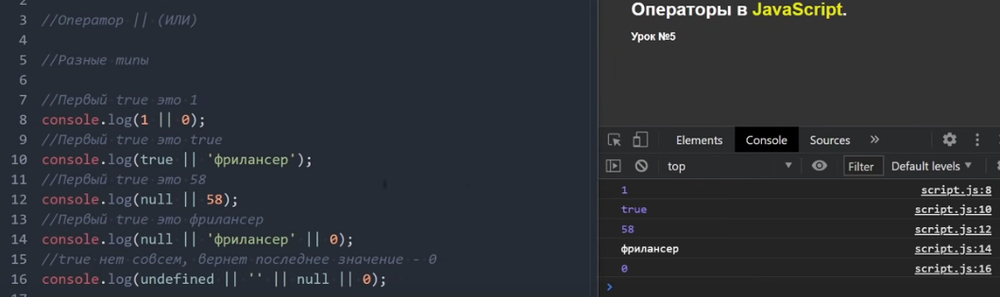 2
3 //Оператор || (ИЛИ)
4
5 //Разные типы
6
7 //Первый true это 1
8 console.log(1 || 0);
9 //Первый true это true
10 console.log(true || 'фрилансер');
11 //Первый true это 58
12 console.log(null || 58);
13 //Первый true это фрилансер
14 console.log(null || 'фрилансер' || 0);
15 //true нет совсем, вернет последнее значение - 0
16 console.log(undefined || '' || null || 0);
17
Операторы в JavaScript.
Урок №5
Elements Console Sources »
top Filter Default levels
1 script.js:8
true script.js:10
58 script.js:12
фрилансер script.js:14
0 script.js:16
>